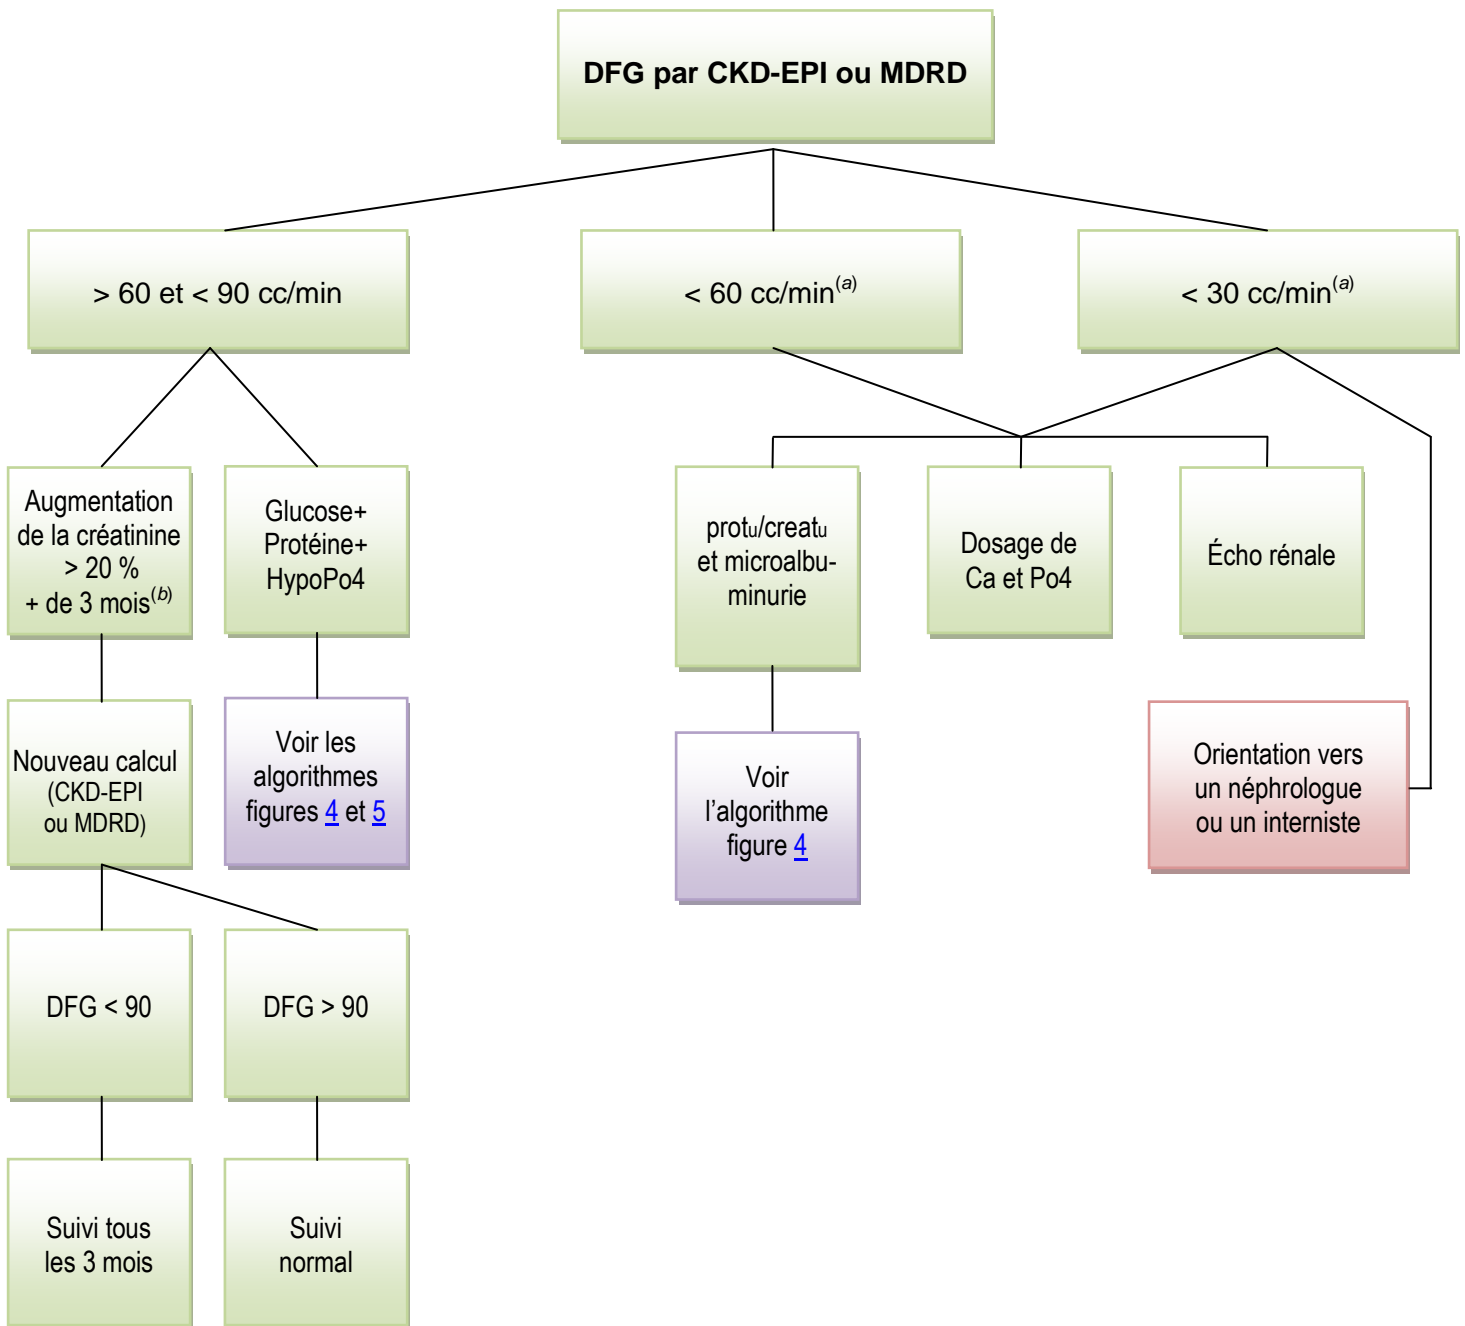 DFG par CKD-EPI ou MDRD
> 60 et < 90 cc/min
< 60 cc/min(a)
< 30 cc/min(a)
Augmentation
de la créatinine
> 20 %
+ de 3 mois(b)
Glucose+
Protéine+
HypoPo4
protu/creatu
et microalbu-
minurie
Dosage de
Ca et Po4
Écho rénale
Nouveau calcul
(CKD-EPI
ou MDRD)
Voir les
algorithmes
figures 4 et 5
Voir
l’algorithme
figure 4
Orientation vers
un néphrologue
ou un interniste
DFG < 90
DFG > 90
Suivi tous
les 3 mois
Suivi
normal